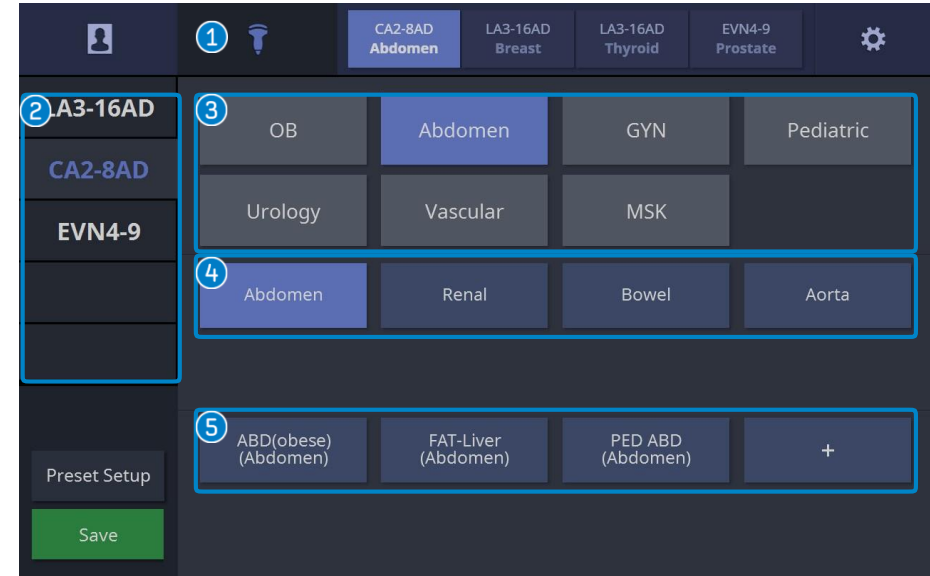 1
CA2-8AD
Abdomen
LA3-16AD
Breast
LA3-16AD
Thyroid
EVN4-9
Prostate
2
LA3-16AD
CA2-8AD
EVN4-9
3
OB
Abdomen
GYN
Pediatric
Urology
Vascular
MSK
4
Abdomen
Renal
Bowel
Aorta
5
ABD(obese)
(Abdomen)
FAT-Liver
(Abdomen)
PED ABD
(Abdomen)
+
Preset Setup
Save